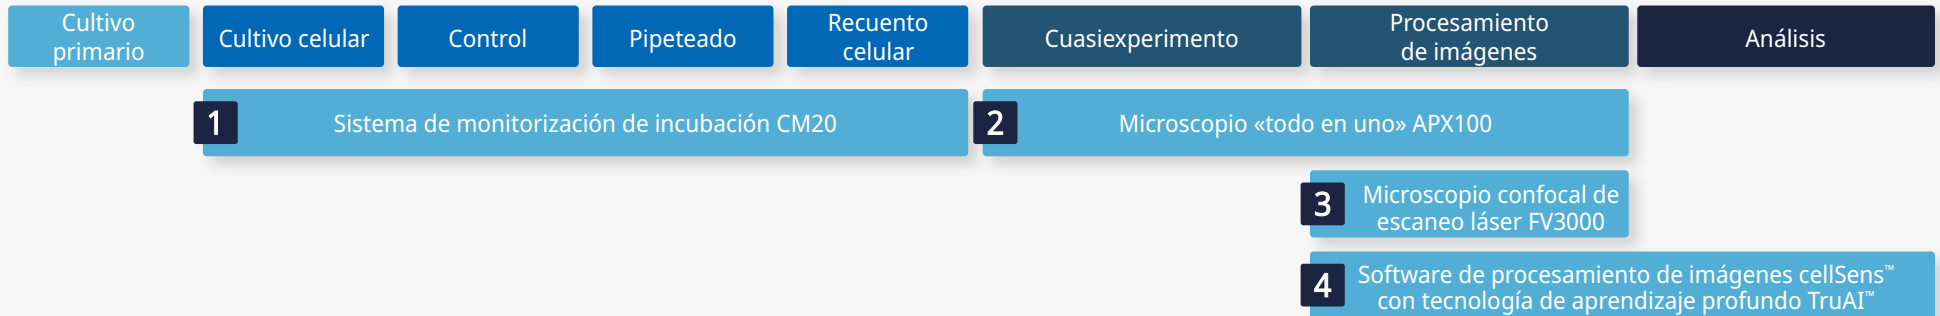 Cultivo
primario
Cultivo celular
Control
Pipeteado
Recuento
celular
Cuasiexperimento
Procesamiento
de imágenes
Análisis
1
Sistema de monitorización de incubación CM20
2
Microscopio «todo en uno» APX100
3
Microscopio confocal de
escaneo láser FV3000
4
Software de procesamiento de imágenes cellSens™
con tecnología de aprendizaje profundo TruAI™